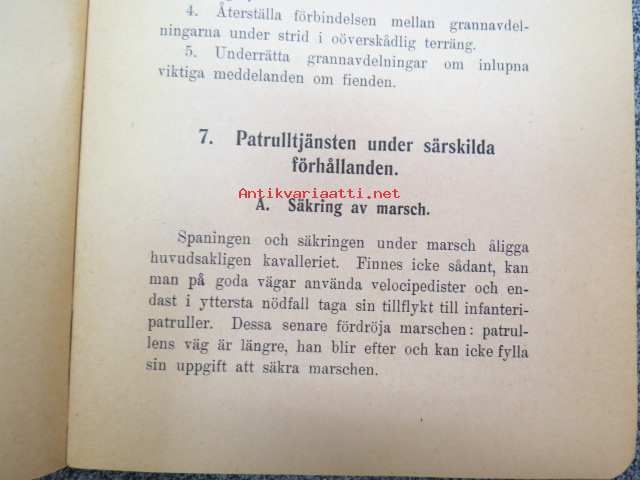 4. Återställa förbindelsen mellan grannavdel-
ningarna under strid i oöverskådlig terräng.
5. Underrätta grannavdelningar om inlupna
viktiga meddelanden om fienden.
7. Patrulltjänsten under särskilda
förhållanden.
Antikvariaatti.net
A. Säkring av marsch.
Spaningen och säkringen under marsch åligga
huvudsakligen kavalleriet. Finnes icke sådant, kan
man på goda vägar använda velocipedister och en-
dast i yttersta nödfall taga sin tillflykt till infanteri-
patruller. Dessa senare fördröja marschen: patrul-
lens väg är längre, han blir efter och kan icke fylla
sin uppgift att säkra marschen.